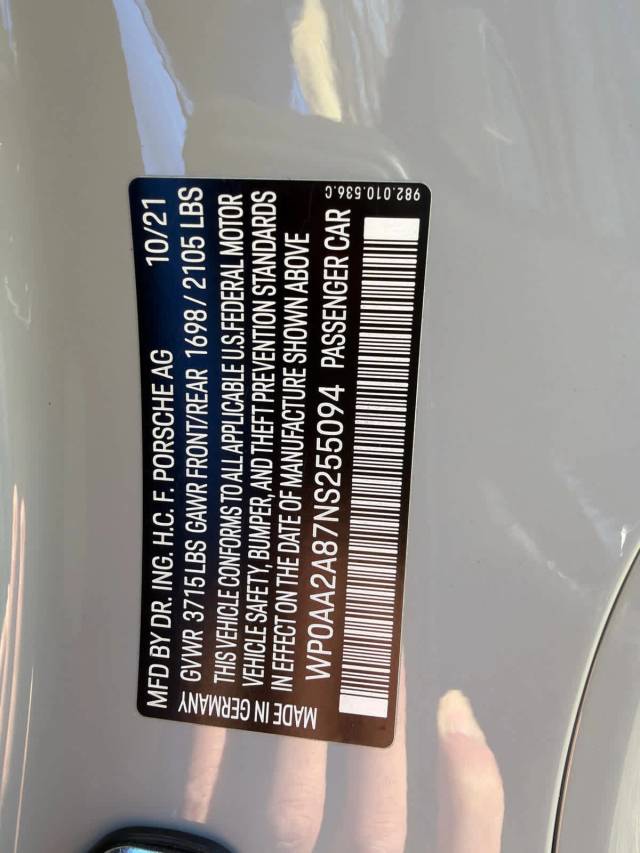 MFD BY DR. ING. H.C. F. PORSCHE AG 10/21
GVWR 3715 LBS GAWR FRONT/REAR 1698 / 2105 LBS
THIS VEHICLE CONFORMS TO ALL APPLICABLE U.S. FEDERAL MOTOR
VEHICLE SAFETY, BUMPER, AND THEFT PREVENTION STANDARDS
IN EFFECT ON THE DATE OF MANUFACTURE SHOWN ABOVE
WP0AA2A87NS255094 PASSENGER CAR
MADE IN GERMANY
982.010.536.C